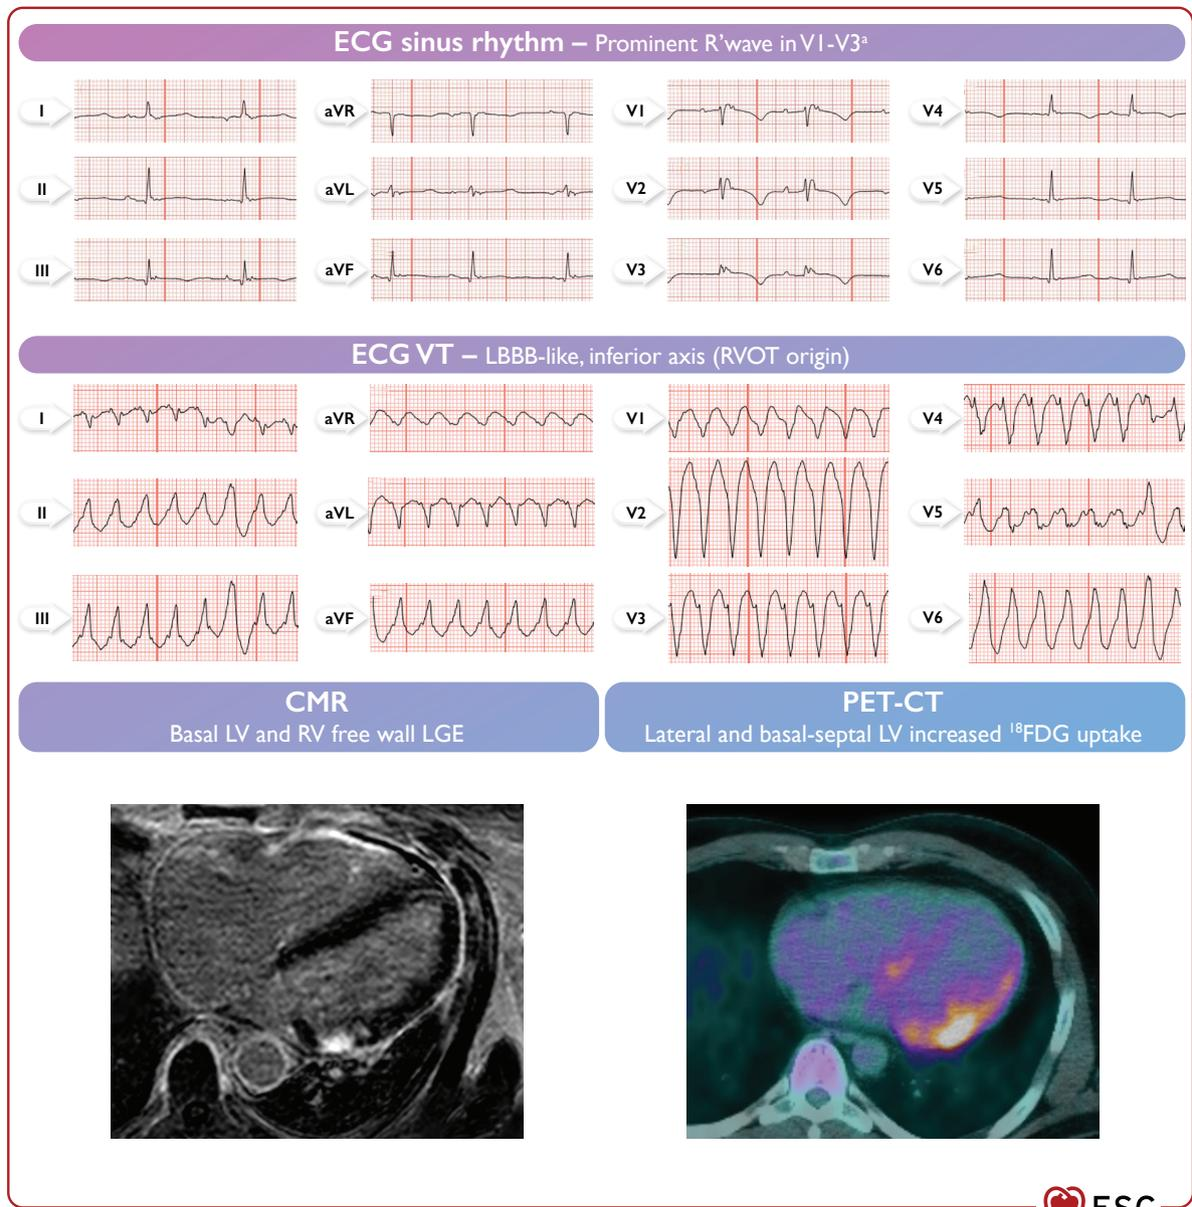 ECG sinus rhythm – Prominent R’wave in V1-V3ᵃ
I
aVR
V1
V4
II
aVL
V2
V5
III
aVF
V3
V6
ECG VT – LBBB-like, inferior axis (RVOT origin)
I
aVR
V1
V4
II
aVL
V2
V5
III
aVF
V3
V6
CMR
Basal LV and RV free wall LGE
PET-CT
Lateral and basal-septal LV increased ¹⁸FDG uptake
ESC